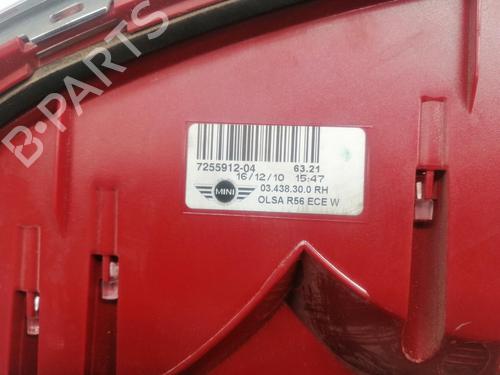 B-PARTS
7255912-04 63.21
16/12/10 15:47
MINI 03.438.30.0 RH
OLSA R56 ECE W